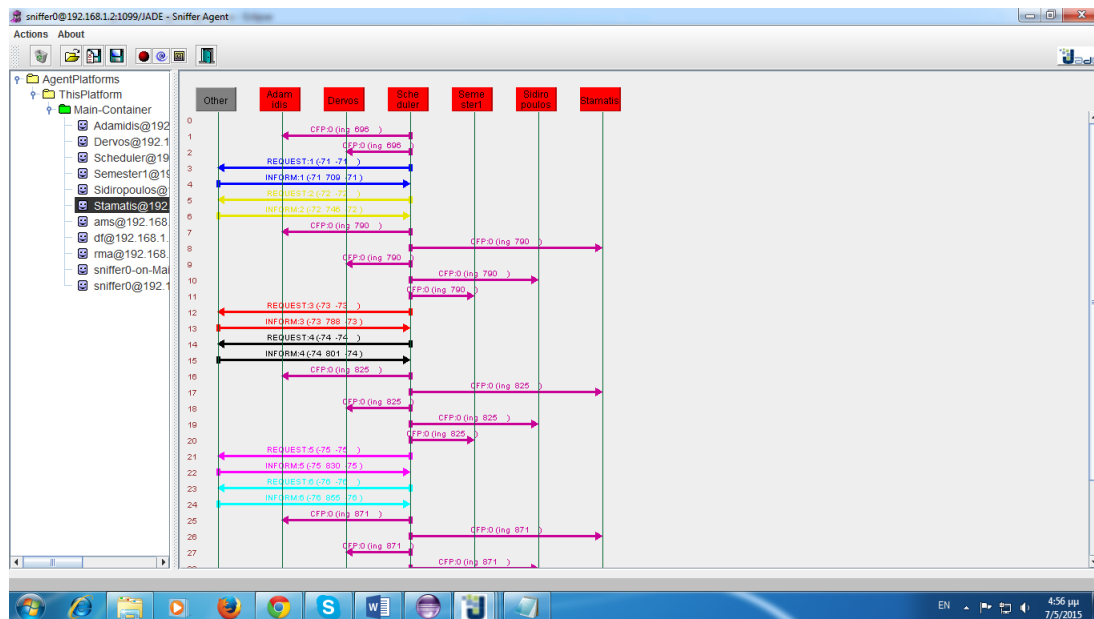 sniffer0@192.168.1.2:1099/JADE - Sniffer Agent
Actions About
AgentPlatforms
ThisPlatform
Main-Container
Adamidis@192
Dervos@192.1
Scheduler@19
Semester1@19
Sidiropoulos@
Stamatis@192
ams@192.168.
df@192.168.1.
rma@192.168.
sniffer0-on-Mai
sniffer0@192.1
Other
Adam
idis
Dervos
Sche
duler
Seme
ster1
Sidiro
poulos
Stamatis
0
1 CFP:0 (ing 696 )
2 CFP:0 (ing 696 )
3 REQUEST:1 (-71 -71 )
4 INFORM:1 (-71 709 -71 )
5 REQUEST:2 (-72 -72 )
6 INFORM:2 (-72 746 -72 )
7 CFP:0 (ing 790 )
8 CFP:0 (ing 790 )
9 CFP:0 (ing 790 )
10 CFP:0 (ing 790 )
11 CFP:0 (ing 790 )
12 REQUEST:3 (-73 -73 )
13 INFORM:3 (-73 788 -73 )
14 REQUEST:4 (-74 -74 )
15 INFORM:4 (-74 801 -74 )
16 CFP:0 (ing 825 )
17 CFP:0 (ing 825 )
18 CFP:0 (ing 825 )
19 CFP:0 (ing 825 )
20 CFP:0 (ing 825 )
21 REQUEST:5 (-75 -75 )
22 INFORM:5 (-75 830 -75 )
23 REQUEST:6 (-76 -76 )
24 INFORM:6 (-76 855 -76 )
25 CFP:0 (ing 871 )
26 CFP:0 (ing 871 )
27 CFP:0 (ing 871 )
CFP:0 (ing 871 )
EN
4:56 μμ
7/5/2015